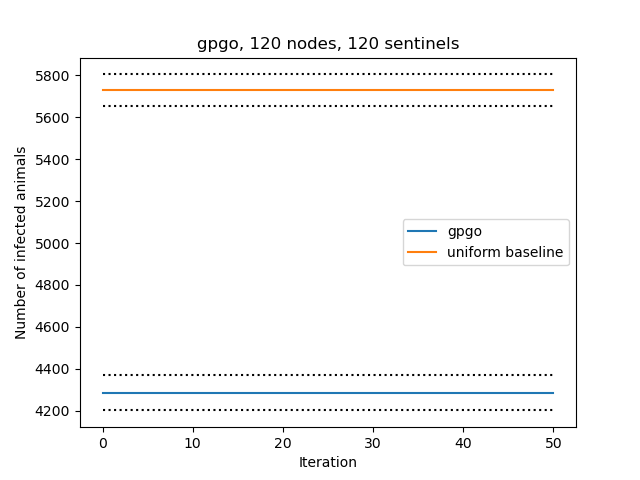 gpgo, 120 nodes, 120 sentinels
5800
5600
5400
5200
5000
4800
4600
4400
4200
Number of infected animals
gpgo
uniform baseline
0 10 20 30 40 50
Iteration